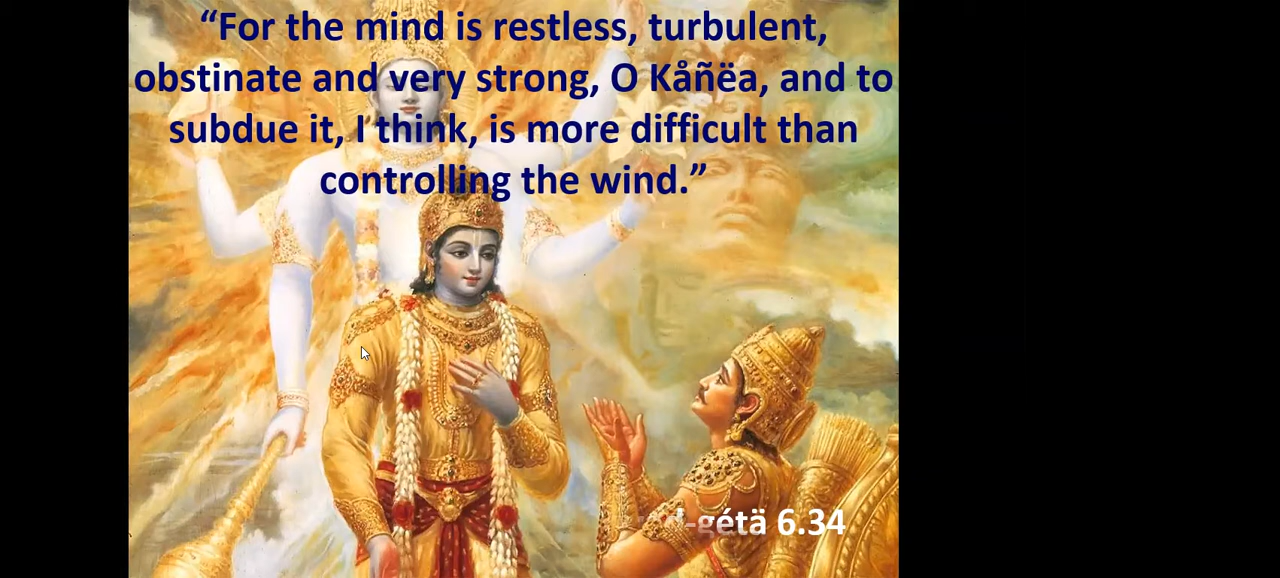 “For the mind is restless, turbulent,
obstinate and very strong, O Kåñëa, and to
subdue it, I think, is more difficult than
controlling the wind.”
gétä 6.34